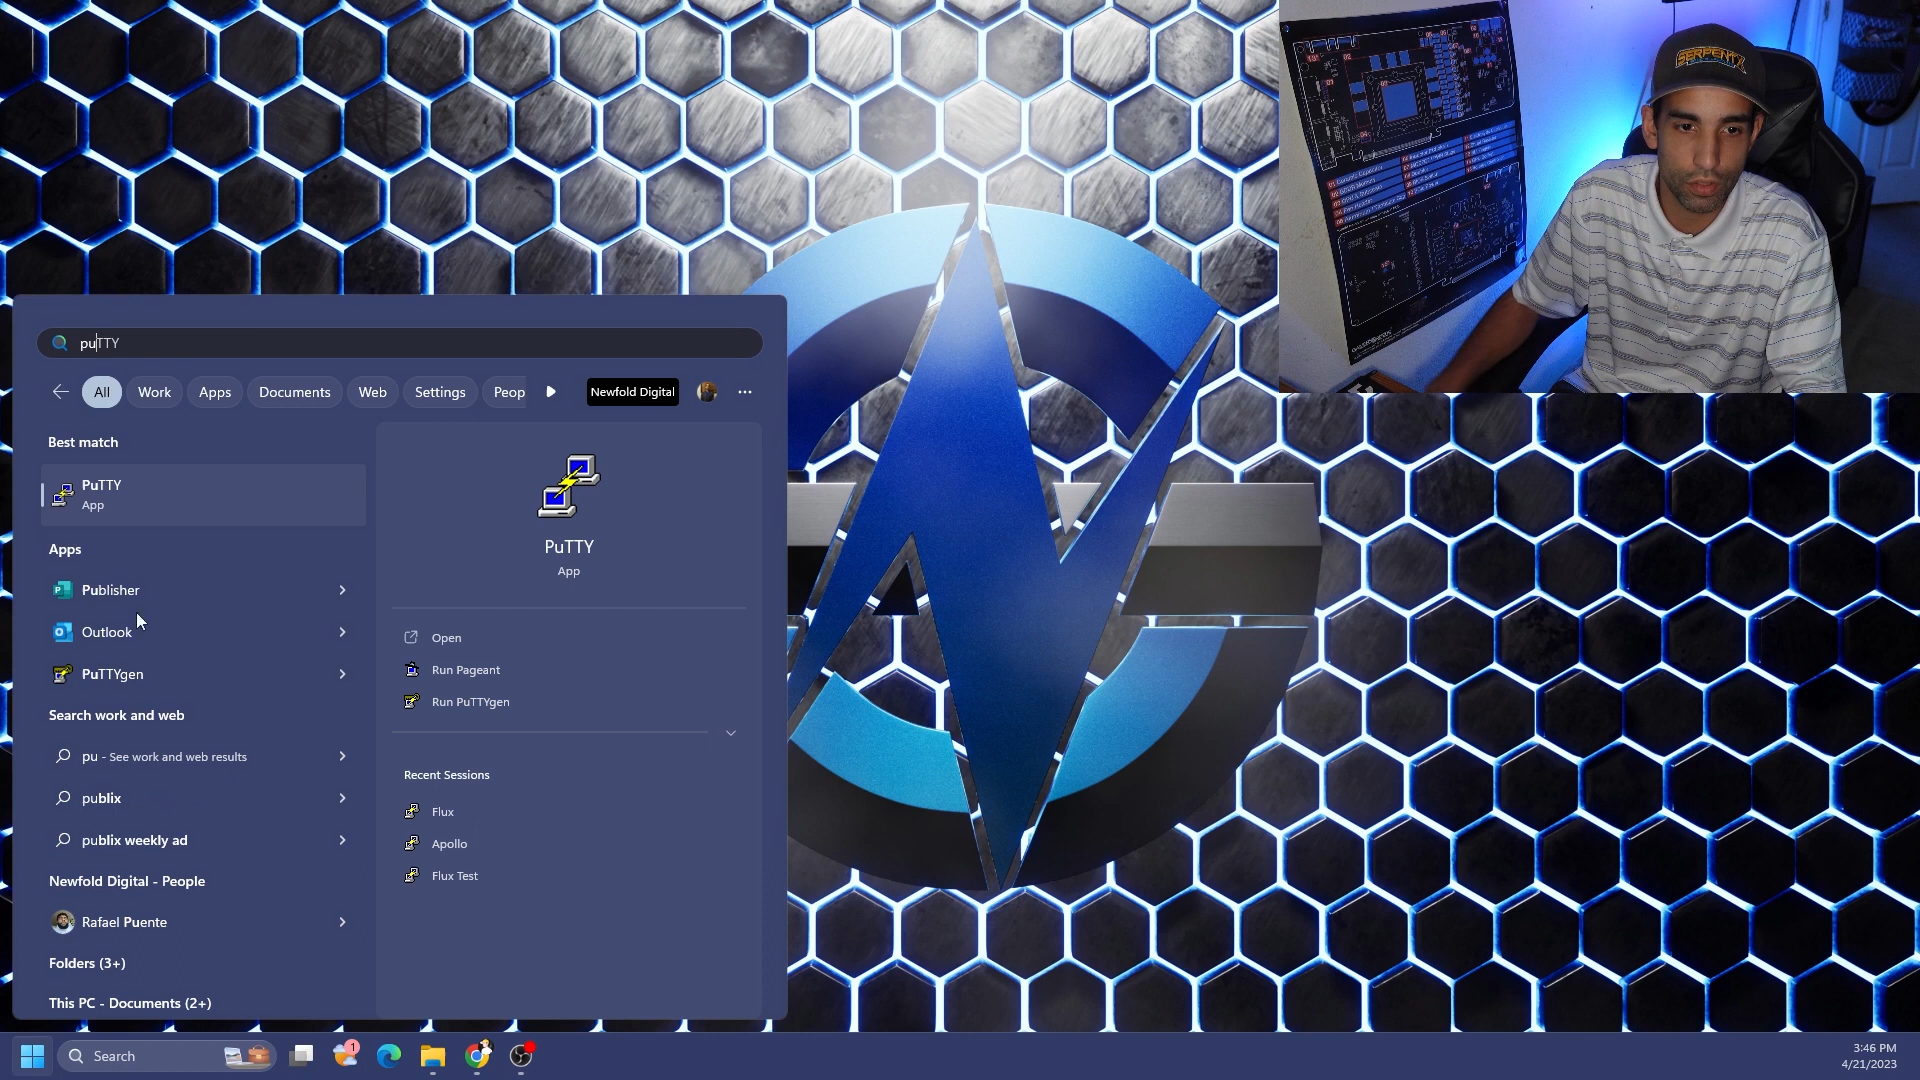 SERPENTX
puTTY
All
Work
Apps
Documents
Web
Settings
Peop
Newfold Digital
Best match
PuTTY
App
Apps
Publisher
Outlook
PuTTYgen
Search work and web
pu - See work and web results
publix
publix weekly ad
Newfold Digital - People
Rafael Puente
Folders (3+)
This PC - Documents (2+)
PuTTY
App
Open
Run Pageant
Run PuTTYgen
Recent Sessions
Flux
Apollo
Flux Test
Search
1
3:46 PM
4/21/2023